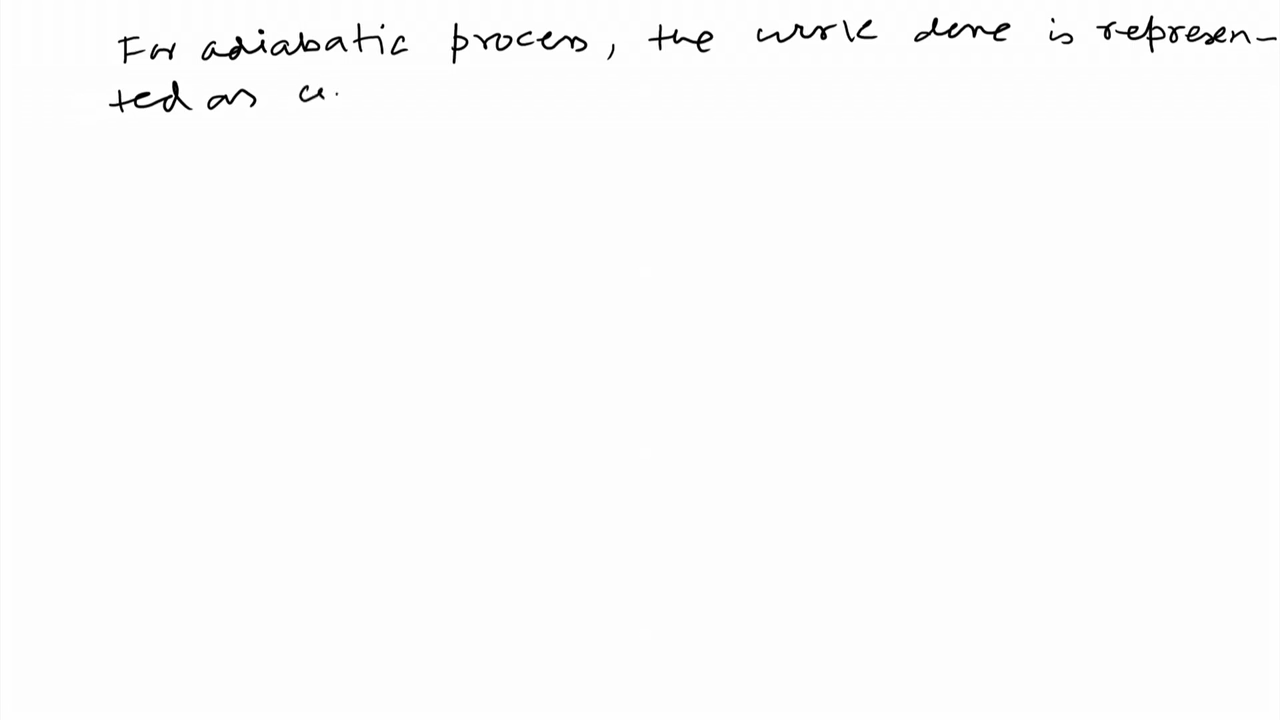 For adiabatic process, the work done is represen-
ted as